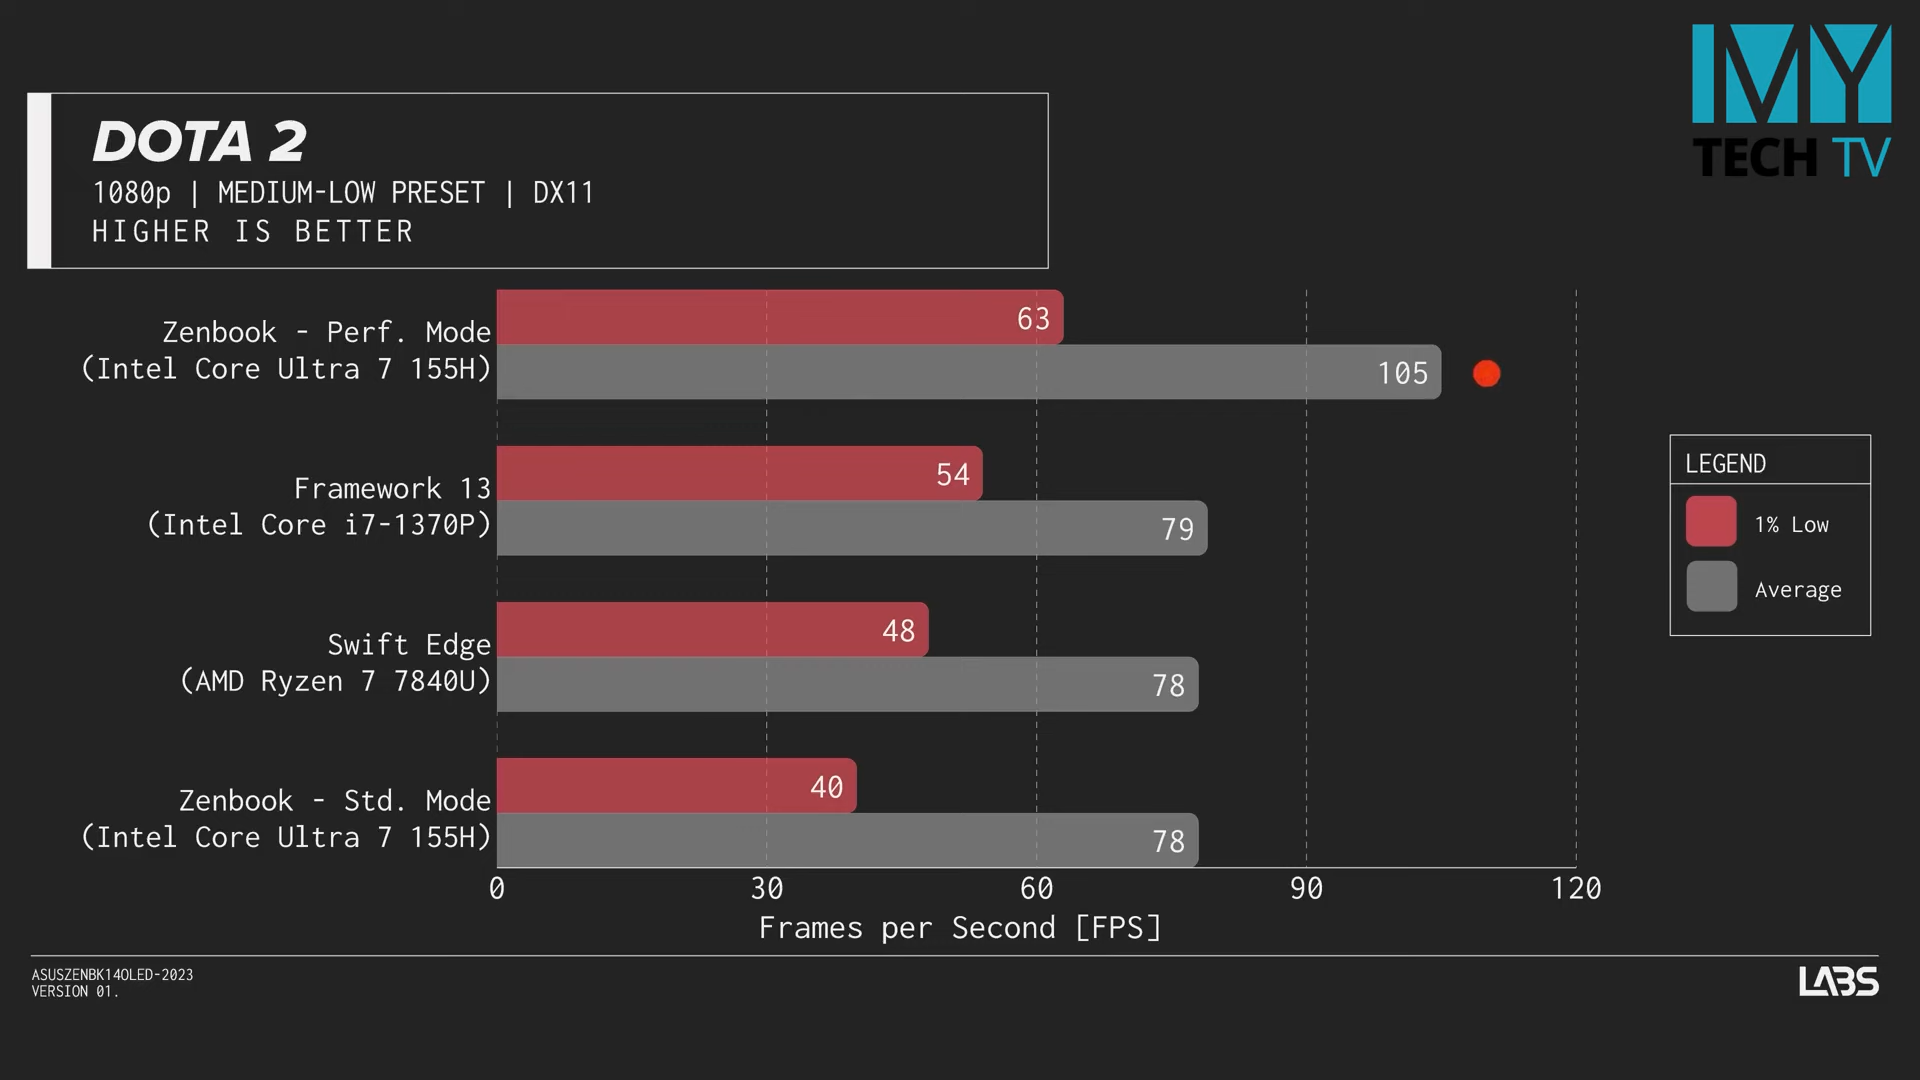 MY
TECH TV
DOTA 2
1080p | MEDIUM-LOW PRESET | DX11
HIGHER IS BETTER
Zenbook - Perf. Mode
(Intel Core Ultra 7 155H)
63
105
Framework 13
(Intel Core i7-1370P)
54
79
Swift Edge
(AMD Ryzen 7 7840U)
48
78
Zenbook - Std. Mode
(Intel Core Ultra 7 155H)
40
78
0 30 60 90 120
Frames per Second [FPS]
LEGEND
1% Low
Average
ASUSZENBK14OLED-2023
VERSION 01.
LABS